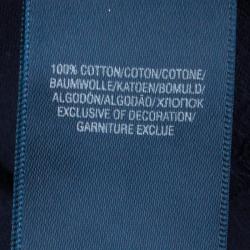 100% COTTON/COTON/COTONE/
BAUMWOLLE/KATOEN/BOMULD/
ALGODÓN/ALGODÃO/ХЛОПОК
EXCLUSIVE OF DECORATION/
GARNITURE EXCLUE